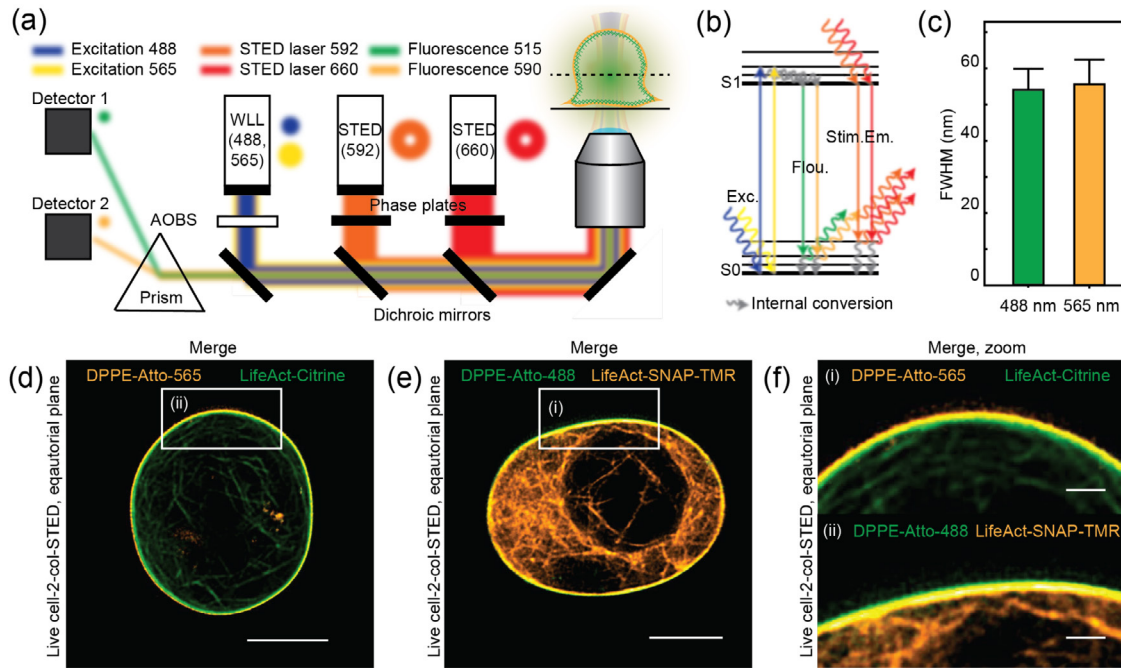 (a)
Excitation 488
STED laser 592
Fluorescence 515
Excitation 565
STED laser 660
Fluorescence 590
Detector 1
WLL
(488,
565)
STED
(592)
STED
(660)
Detector 2
Phase plates
AOBS
Prism
Dichroic mirrors
(b)
S1
Stim.Em.
Flou.
Exc.
S0
Internal conversion
(c)
FWHM (nm)
60
40
20
0
488 nm
565 nm
(d)
Merge
Live cell-2-col-STED, eqautorial plane
DPPE-Atto-565
LifeAct-Citrine
(ii)
(e)
Merge
Live cell-2-col-STED, eqautorial plane
DPPE-Atto-488
LifeAct-SNAP-TMR
(i)
(f)
Merge, zoom
Live cell-2-col-STED, eqautorial plane
(i)
DPPE-Atto-565
LifeAct-Citrine
(ii)
DPPE-Atto-488
LifeAct-SNAP-TMR